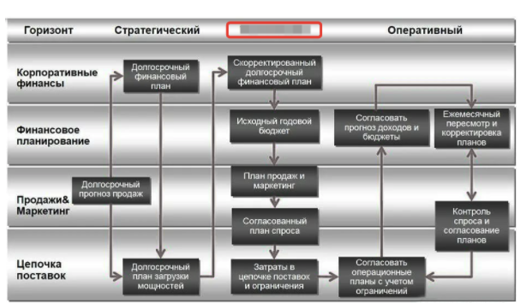 Горизонт
Стратегический
Оперативный
Корпоративные
финансы
Долгосрочный
финансовый
план
Скорректированный
долгосрочный
финансовый план
Финансовое
планирование
Исходный годовой
бюджет
Согласовать
прогноз доходов и
бюджеты
Ежемесячный
пересмотр и
корректировка
планов
Продажи&
Маркетинг
Долгосрочный
прогноз продаж
План продаж и
маркетинг
Согласованный
план спроса
Контроль
спроса и
согласование
планов
Цепочка
поставок
Долгосрочный
план загрузки
мощностей
Затраты в
цепочке поставок
и ограничения
Согласовать
операционные
планы с учетом
ограничений